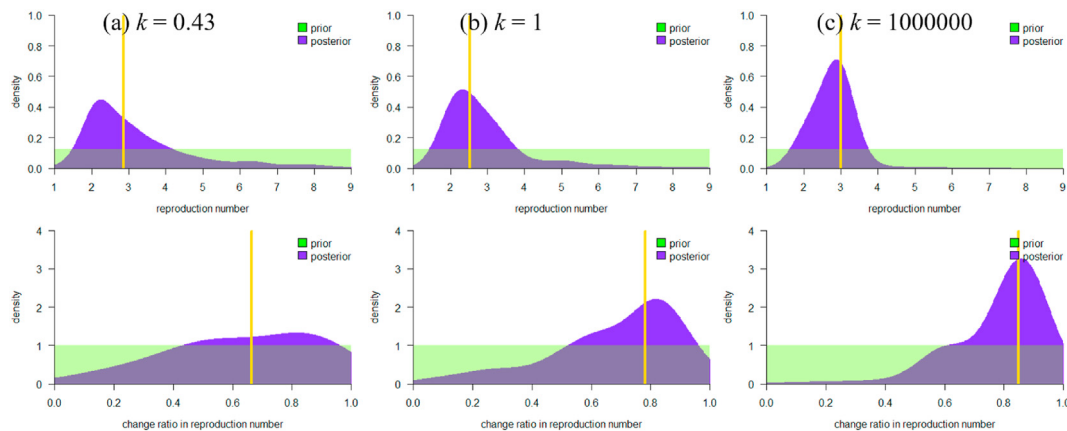 (a) k = 0.43
1.0
0.8
0.6
0.4
0.2
0.0
density
prior
posterior
1 2 3 4 5 6 7 8 9
reproduction number
(b) k = 1
1.0
0.8
0.6
0.4
0.2
0.0
density
prior
posterior
1 2 3 4 5 6 7 8 9
reproduction number
(c) k = 1000000
1.0
0.8
0.6
0.4
0.2
0.0
density
prior
posterior
1 2 3 4 5 6 7 8 9
reproduction number
4
3
2
1
0
density
prior
posterior
0.0 0.2 0.4 0.6 0.8 1.0
change ratio in reproduction number
4
3
2
1
0
density
prior
posterior
0.0 0.2 0.4 0.6 0.8 1.0
change ratio in reproduction number
4
3
2
1
0
density
prior
posterior
0.0 0.2 0.4 0.6 0.8 1.0
change ratio in reproduction number